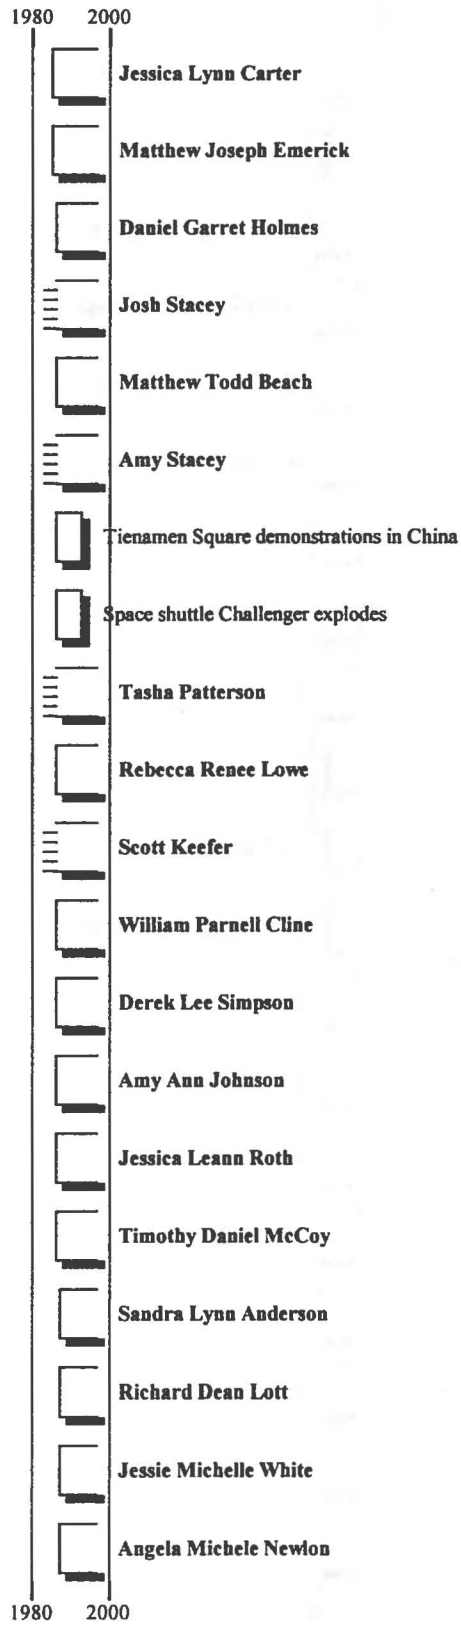 1980 2000
Jessica Lynn Carter
Matthew Joseph Emerick
Daniel Garret Holmes
Josh Stacey
Matthew Todd Beach
Amy Stacey
Tienamen Square demonstrations in China
Space shuttle Challenger explodes
Tasha Patterson
Rebecca Renee Lowe
Scott Keefer
William Parnell Cline
Derek Lee Simpson
Amy Ann Johnson
Jessica Leann Roth
Timothy Daniel McCoy
Sandra Lynn Anderson
Richard Dean Lott
Jessie Michelle White
Angela Michele Newlon
1980 2000